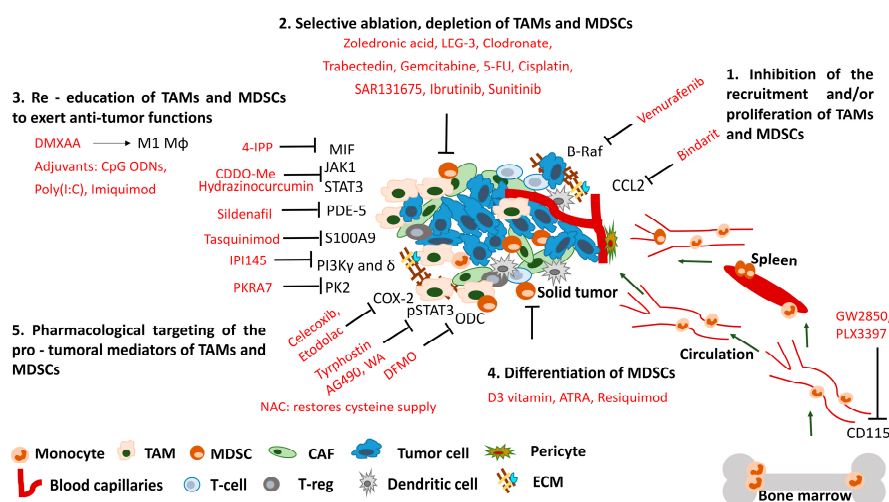 2. Selective ablation, depletion of TAMs and MDSCs
Zoledronic acid, LEG-3, Clodronate,
Trabectedin, Gemcitabine, 5-FU, Cisplatin,
SAR131675, Ibrutinib, Sunitinib
1. Inhibition of the
recruitment and/or
proliferation of TAMs
and MDSCs
Vemurafenib
Bindarit
B-Raf
CCL2
3. Re - education of TAMs and MDSCs
to exert anti-tumor functions
DMXAA M1 Mϕ
Adjuvants: CpG ODNs,
Poly(I:C), Imiquimod
4-IPP MIF
CDDO-Me JAK1
Hydrazinocurcumin STAT3
Sildenafil PDE-5
Tasquinimod S100A9
IPI145 PI3Kγ and δ
PKRA7 PK2
5. Pharmacological targeting of the
pro - tumoral mediators of TAMs and
MDSCs
COX-2
pSTAT3
ODC
Celecoxib,
Etodolac
Tyrphostin
AG490, WA
DFMO
NAC: restores cysteine supply
Solid tumor
4. Differentiation of MDSCs
D3 vitamin, ATRA, Resiquimod
Spleen
Circulation
GW2850,
PLX3397
CD115
Bone marrow
Monocyte TAM MDSC CAF Tumor cell Pericyte
Blood capillaries T-cell T-reg Dendritic cell ECM